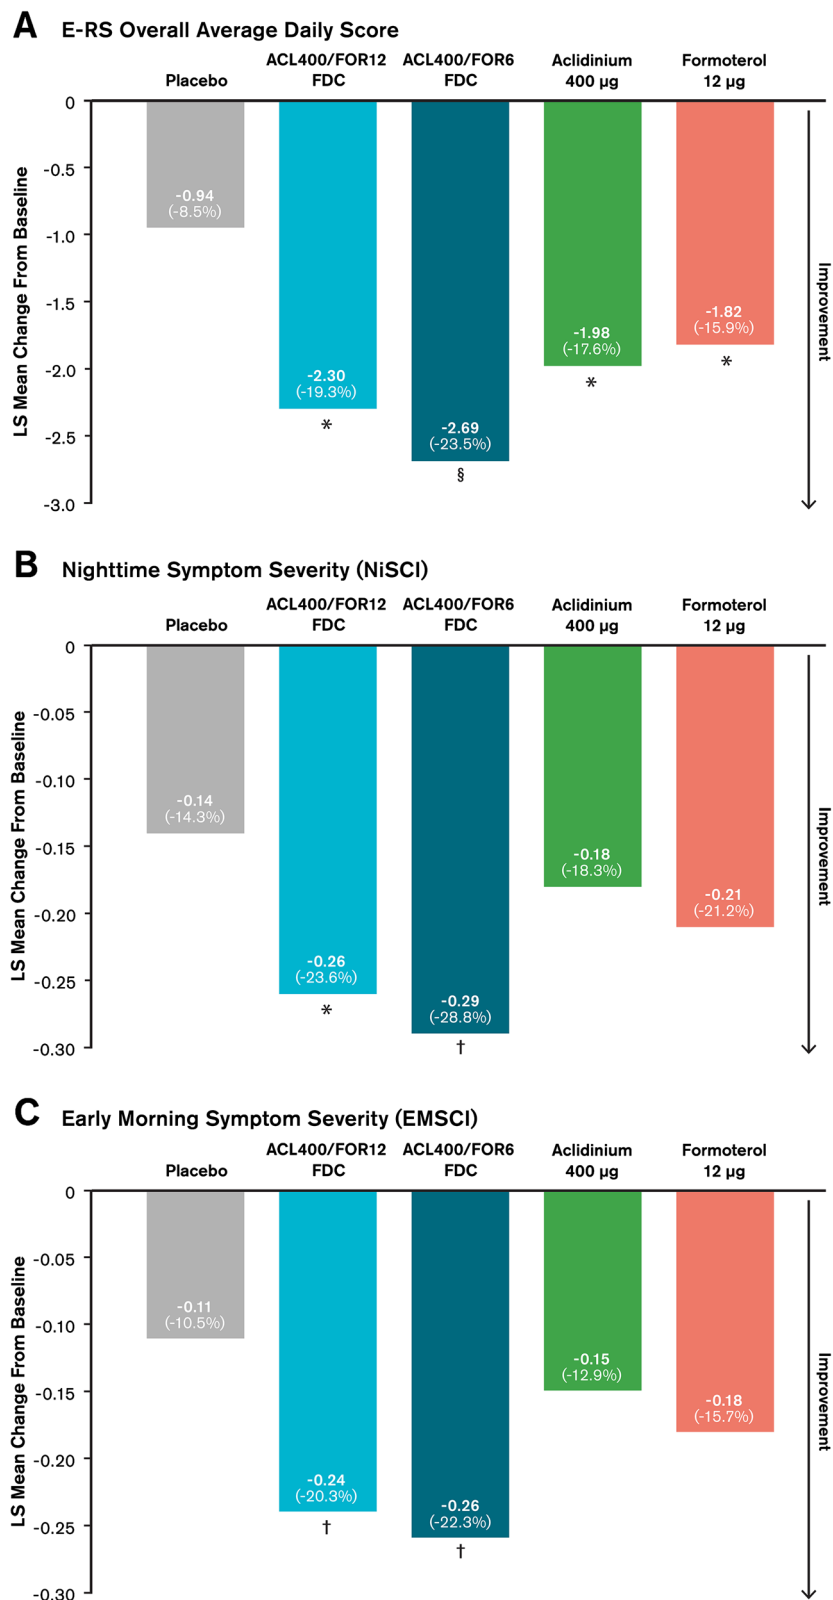 A E-RS Overall Average Daily Score
Placebo
ACL400/FOR12
FDC
ACL400/FOR6
FDC
Aclidinium
400 µg
Formoterol
12 µg
LS Mean Change From Baseline
0
-0.5
-1.0
-1.5
-2.0
-2.5
-3.0
-0.94
(-8.5%)
-2.30
(-19.3%)
*
-2.69
(-23.5%)
§
-1.98
(-17.6%)
*
-1.82
(-15.9%)
*
Improvement
B Nighttime Symptom Severity (NiSCI)
Placebo
ACL400/FOR12
FDC
ACL400/FOR6
FDC
Aclidinium
400 µg
Formoterol
12 µg
LS Mean Change From Baseline
0
-0.05
-0.10
-0.15
-0.20
-0.25
-0.30
-0.14
(-14.3%)
-0.26
(-23.6%)
*
-0.29
(-28.8%)
†
-0.18
(-18.3%)
-0.21
(-21.2%)
Improvement
C Early Morning Symptom Severity (EMSCI)
Placebo
ACL400/FOR12
FDC
ACL400/FOR6
FDC
Aclidinium
400 µg
Formoterol
12 µg
LS Mean Change From Baseline
0
-0.05
-0.10
-0.15
-0.20
-0.25
-0.30
-0.11
(-10.5%)
-0.24
(-20.3%)
†
-0.26
(-22.3%)
†
-0.15
(-12.9%)
-0.18
(-15.7%)
Improvement